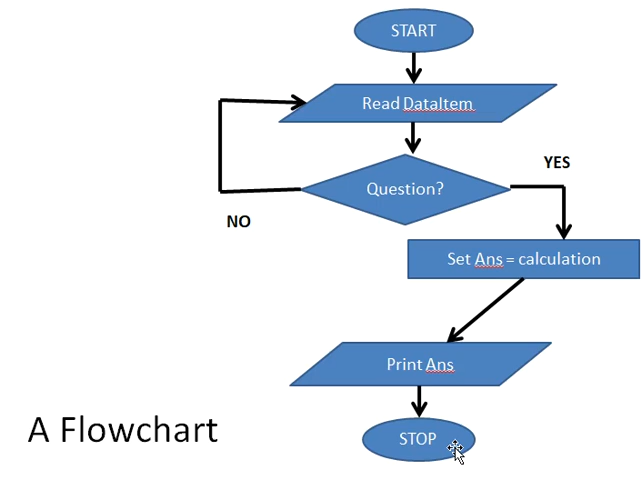 START
Read DataItem
Question?
YES
NO
Set Ans = calculation
Print Ans
A Flowchart
STOP